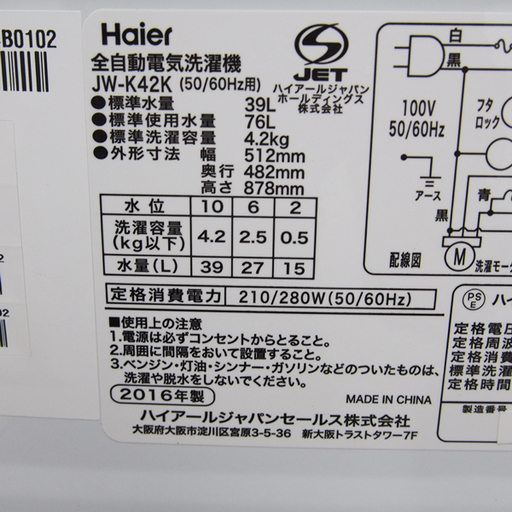 B0102
Haier
全自動電気洗濯機
JW-K42K (50/60Hz用)
JET
ハイアールジャパン
ホールディングス
株式会社
●標準水量 39L
●標準使用水量 76L
●標準洗濯容量 4.2kg
●外形寸法 幅 512mm
奥行 482mm
高さ 878mm
水位 10 6 2
洗濯容量 (kg以下) 4.2 2.5 0.5
水量(L) 39 27 15
定格消費電力 210/280W(50/60Hz)
■使用上の注意
1.電源は必ずコンセントからとること。
2.周囲に間隔をおいて設置すること。
3.ベンジン・灯油・シンナー・ガソリンなどのついたものは、
洗濯や脱水をしないでください。
2016年製
MADE IN CHINA
ハイアールジャパンセールス株式会社
大阪府大阪市淀川区宮原3-5-36 新大阪トラストタワー7F
白
黒
100V
50/60Hz
フタ
ロック
アース
青
黒
配線図
M
洗濯モータ
PS
E
ハイ
定格電圧
定格周波
定格消費
標準洗濯
定格時間
製造番号